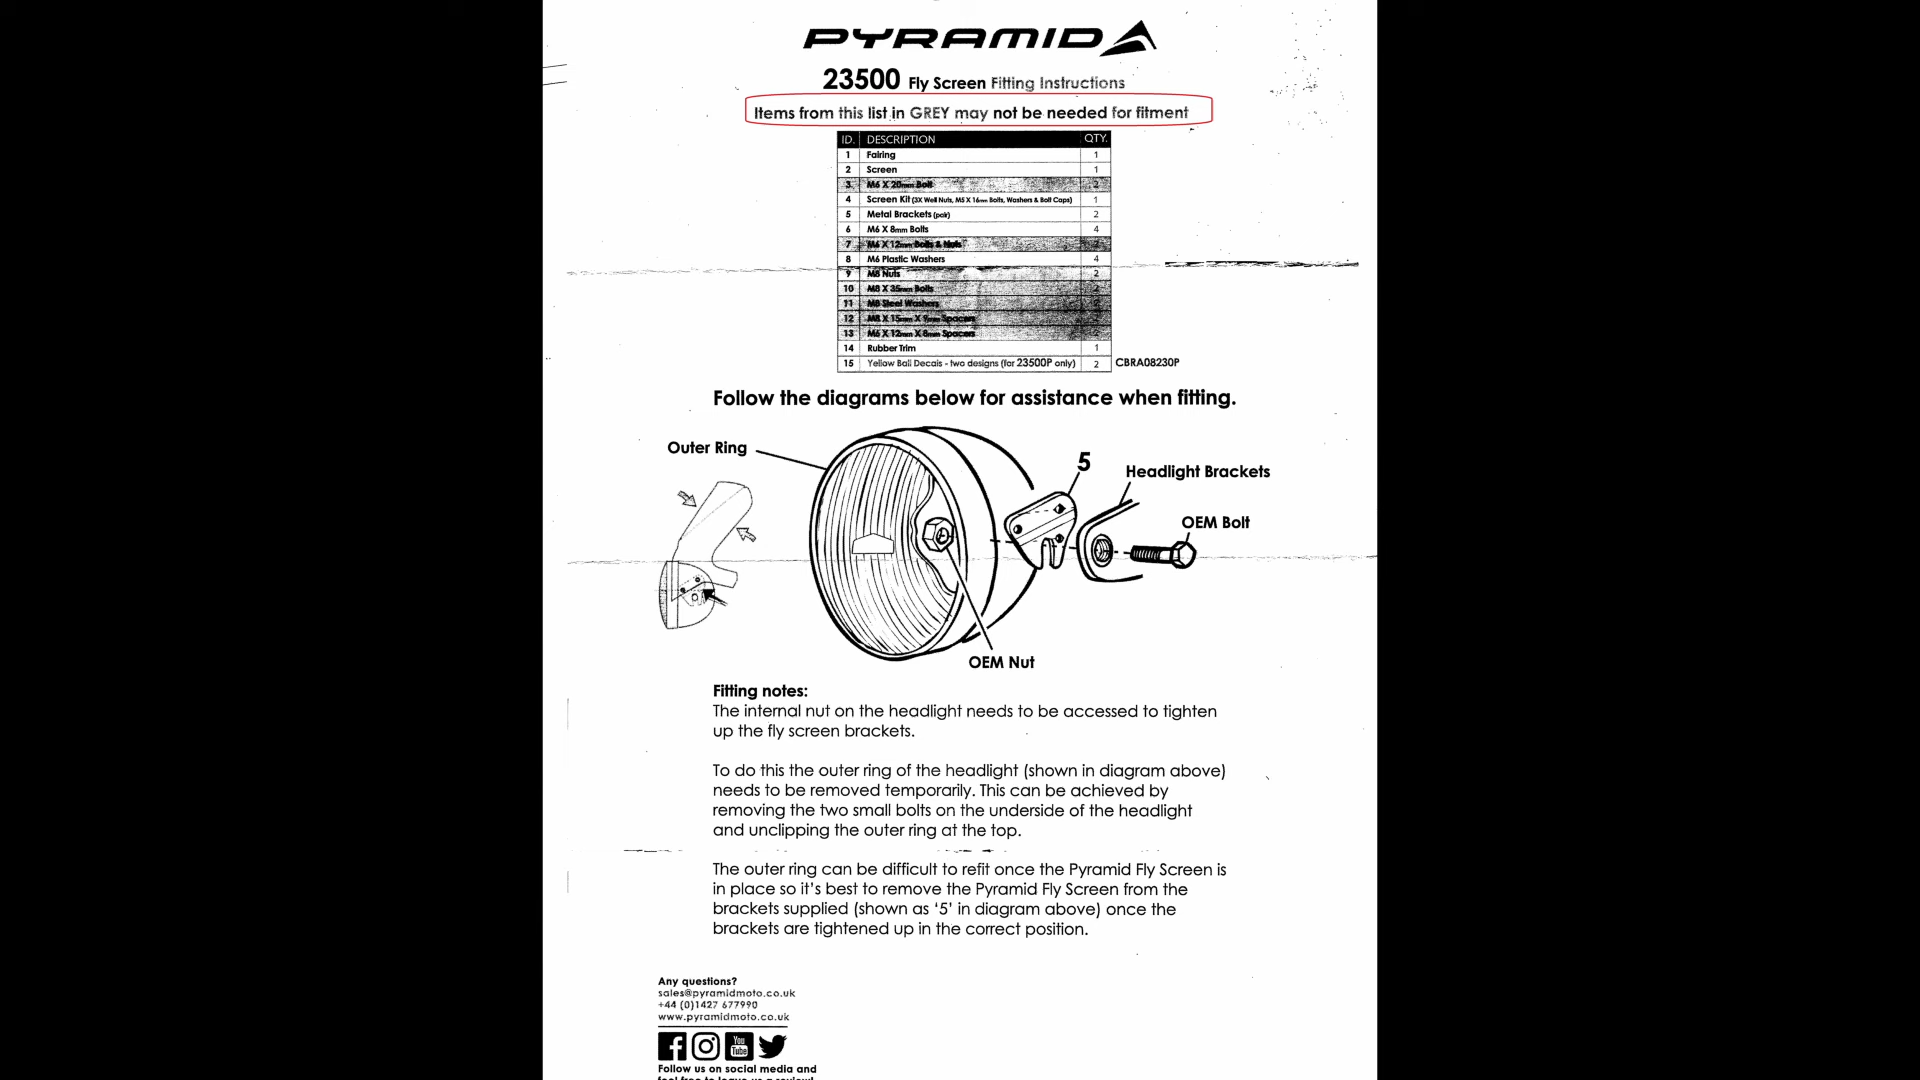 PYRAMID
23500 Fly Screen Fitting Instructions
Items from this list in GREY may not be needed for fitment
ID. DESCRIPTION QTY.
1 Fairing 1
2 Screen 1
3 M6 X 20mm Bolt 2
4 Screen Kit (3X Well Nuts, M5 X 16mm Bolts, Washers & Bolt Caps) 1
5 Metal Brackets (pair) 2
6 M6 X 8mm Bolts 4
7 M6 X 12mm Bolts & Nuts 2
8 M6 Plastic Washers 4
9 M8 Nuts 2
10 M8 X 35mm Bolts 2
11 M8 Steel Washers
12 M8 X 15mm X 9mm Spacers
13 M6 X 12mm X 8mm Spacers
14 Rubber Trim 1
15 Yellow Ball Decals - two designs (for 23500P only) 2 CBRA08230P
Follow the diagrams below for assistance when fitting.
Outer Ring
5
Headlight Brackets
OEM Bolt
OEM Nut
Fitting notes:
The internal nut on the headlight needs to be accessed to tighten
up the fly screen brackets.
To do this the outer ring of the headlight (shown in diagram above)
needs to be removed temporarily. This can be achieved by
removing the two small bolts on the underside of the headlight
and unclipping the outer ring at the top.
The outer ring can be difficult to refit once the Pyramid Fly Screen is
in place so it's best to remove the Pyramid Fly Screen from the
brackets supplied (shown as '5' in diagram above) once the
brackets are tightened up in the correct position.
Any questions?
sales@pyramidmoto.co.uk
+44 (0)1427 677990
www.pyramidmoto.co.uk
You Tube
Follow us on social media and
feel free to leave us a review!